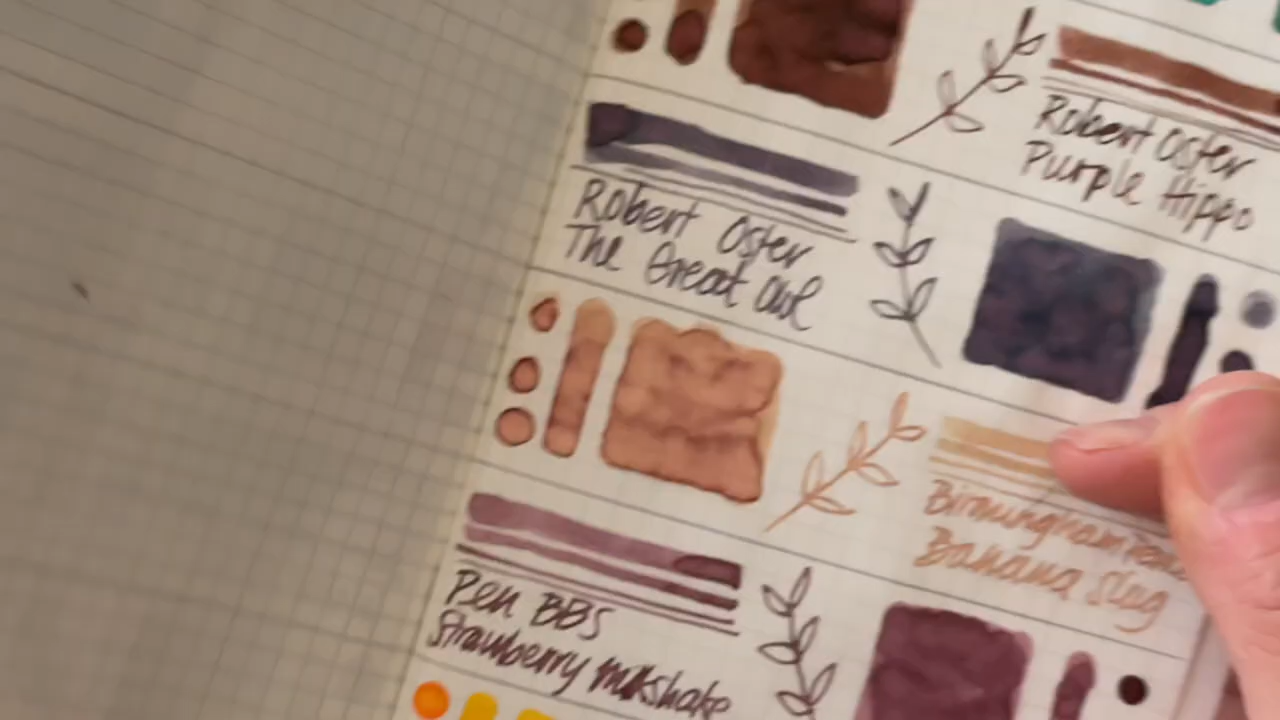 Robert Oster
Purple Hippo
Robert Oster
The Great Owl
Birmingham
Banana Slug
Pen BBS
Strawberry milkshake